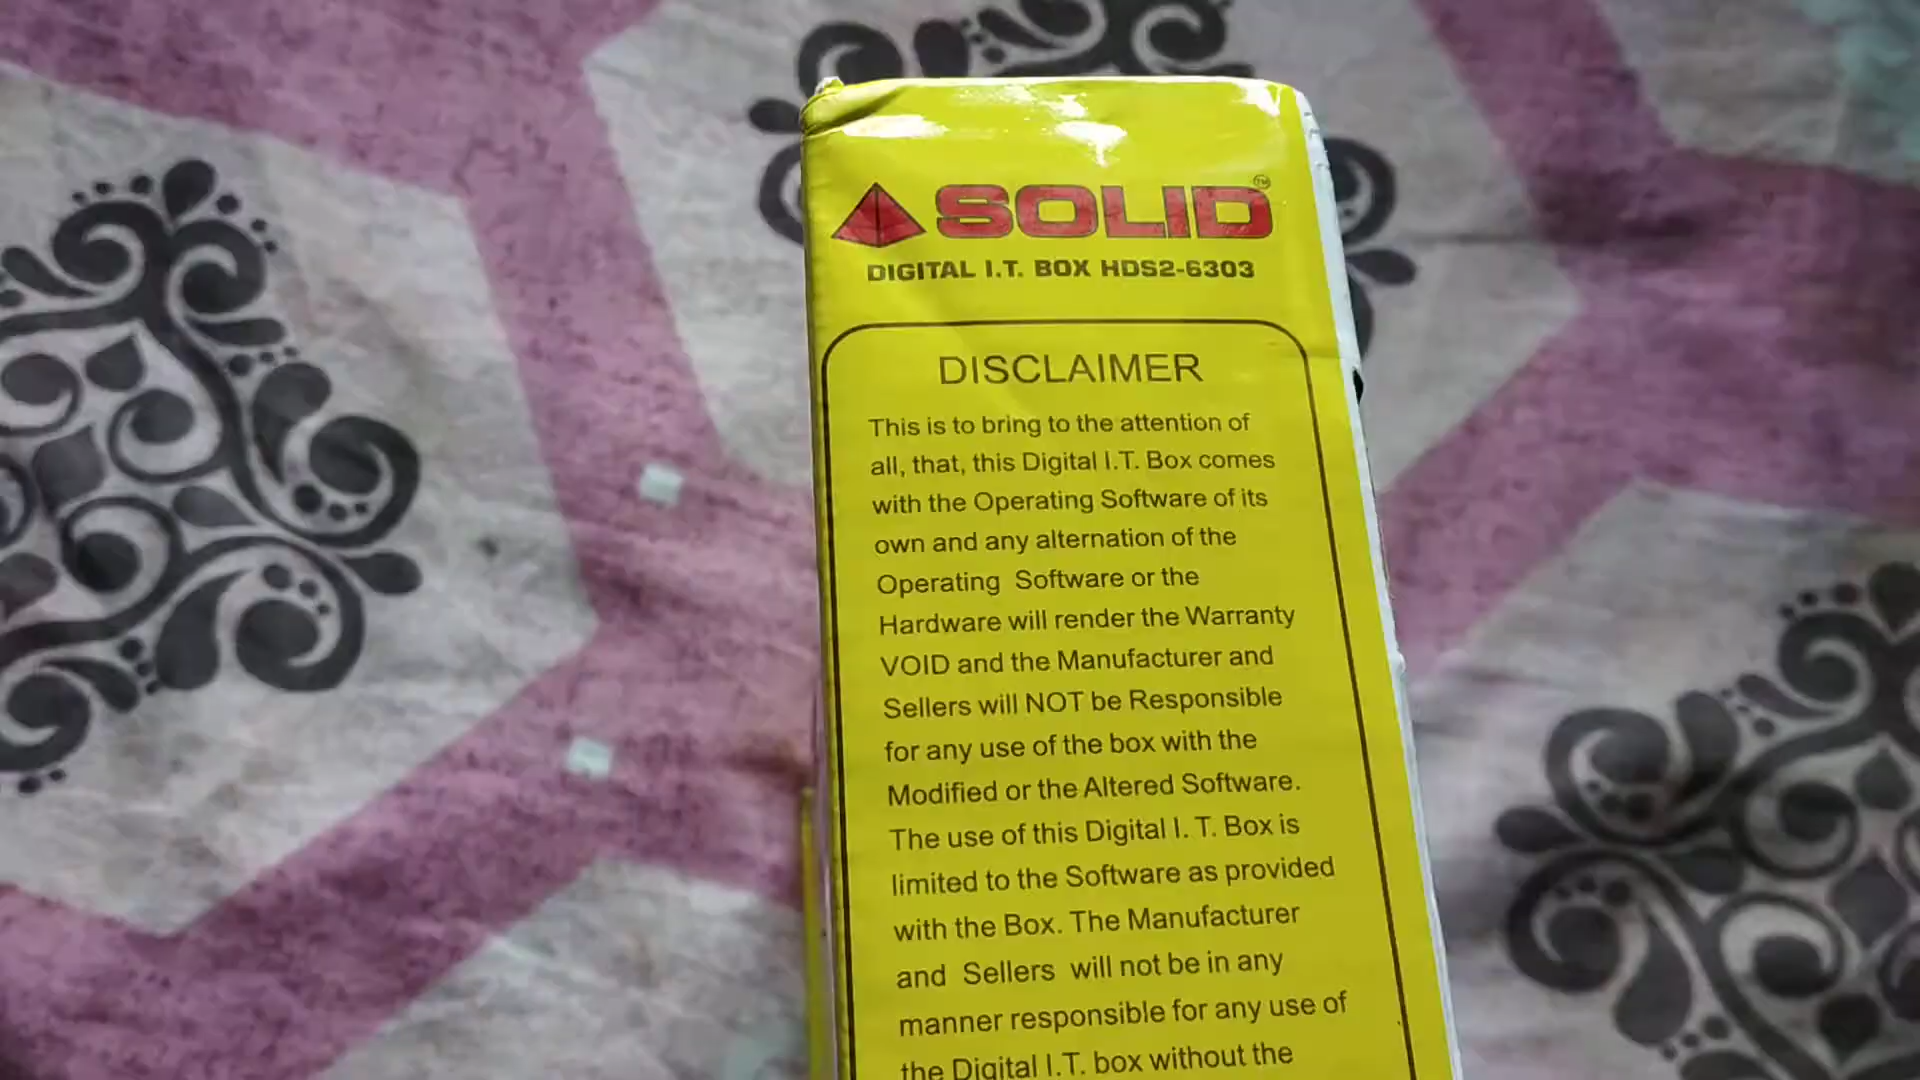 SOLID™
DIGITAL I.T. BOX HDS2-6303
DISCLAIMER
This is to bring to the attention of
all, that, this Digital I.T. Box comes
with the Operating Software of its
own and any alternation of the
Operating Software or the
Hardware will render the Warranty
VOID and the Manufacturer and
Sellers will NOT be Responsible
for any use of the box with the
Modified or the Altered Software.
The use of this Digital I. T. Box is
limited to the Software as provided
with the Box. The Manufacturer
and Sellers will not be in any
manner responsible for any use of
the Digital I.T. box without the